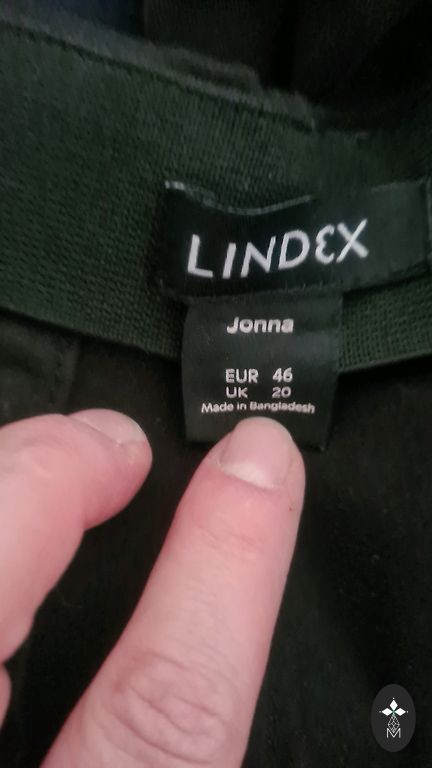 LINDEX
Jonna
EUR 46
UK 20
Made in Bangladesh
M